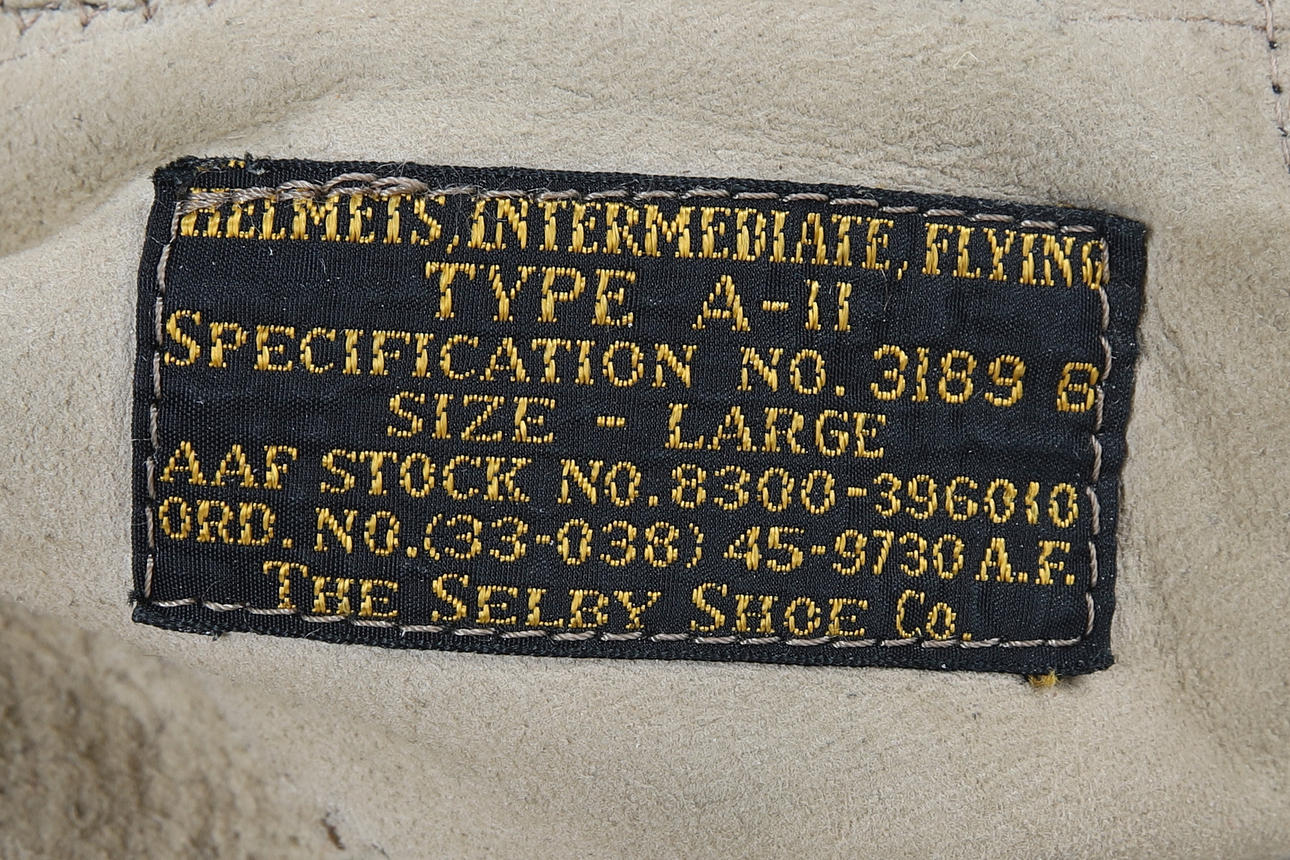 HELMETS, INTERMEDIATE, FLYING
TYPE A-11
SPECIFICATION NO. 3189 G
SIZE - LARGE
AAF STOCK NO. 8300-396010
ORD. NO. (33-038) 45-9730 A.F.
THE SELBY SHOE CO.